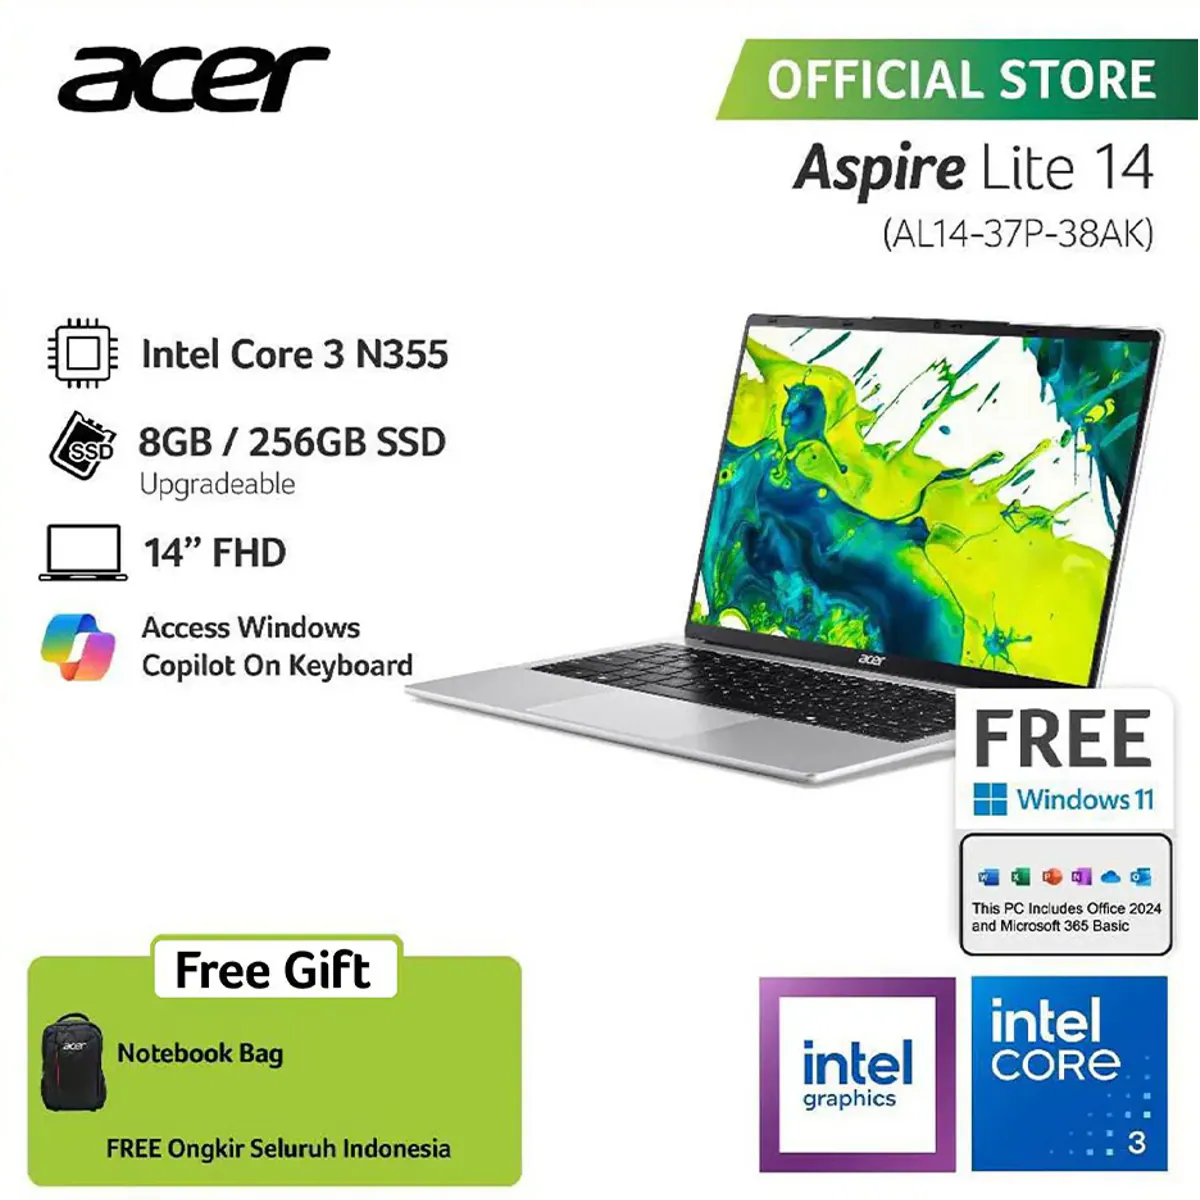 acer
OFFICIAL STORE
Aspire Lite 14
(AL14-37P-38AK)
Intel Core 3 N355
SSD
8GB / 256GB SSD
Upgradeable
14” FHD
Access Windows
Copilot On Keyboard
acer
FREE
Windows 11
This PC Includes Office 2024
and Microsoft 365 Basic
Free Gift
acer
Notebook Bag
FREE Ongkir Seluruh Indonesia
intel
graphics
intel
CORE
3